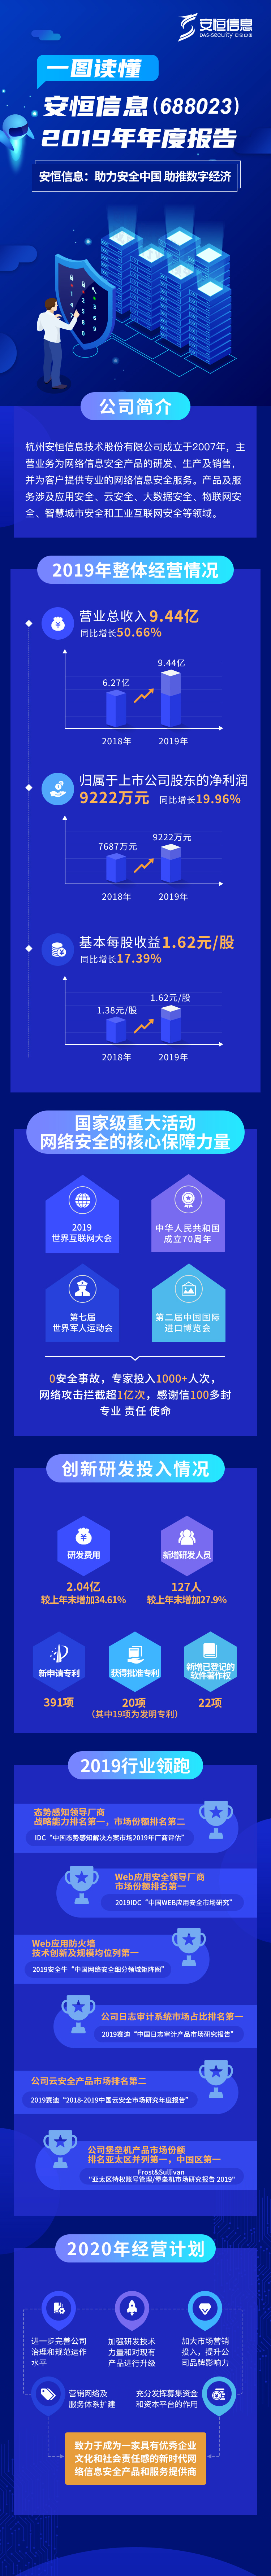 安恒信息
DAS-security 安全中国
一图读懂
安恒信息(688023)
2019年年度报告
安恒信息：助力安全中国 助推数字经济
公司简介
杭州安恒信息技术股份有限公司成立于2007年，主
营业务为网络信息安全产品的研发、生产及销售，
并为客户提供专业的网络信息安全服务。产品及服
务涉及应用安全、云安全、大数据安全、物联网安
全、智慧城市安全和工业互联网安全等领域。
2019年整体经营情况
营业总收入 9.44亿
同比增长50.66%
9.44亿
6.27亿
2018年 2019年
归属于上市公司股东的净利润
9222万元 同比增长19.96%
9222万元
7687万元
2018年 2019年
基本每股收益1.62元/股
同比增长17.39%
1.62元/股
1.38元/股
2018年 2019年
国家级重大活动
网络安全的核心保障力量
2019
世界互联网大会
中华人民共和国
成立70周年
第七届
世界军人运动会
第二届中国国际
进口博览会
0安全事故，专家投入1000+人次，
网络攻击拦截超1亿次，感谢信100多封
专业 责任 使命
创新研发投入情况
研发费用
2.04亿
较上年末增加34.61%
新增研发人员
127人
较上年末增加27.9%
新申请专利
391项
获得批准专利
20项
（其中19项为发明专利）
新增已登记的
软件著作权
22项
2019行业领跑
态势感知领导厂商
战略能力排名第一，市场份额排名第二
IDC“中国态势感知解决方案市场2019年厂商评估”
Web应用安全领导厂商
市场份额排名第一
2019IDC“中国WEB应用安全市场研究”
Web应用防火墙
技术创新及规模均位列第一
2019安全牛“中国网络安全细分领域矩阵图”
公司日志审计系统市场占比排名第一
2019赛迪“中国日志审计产品市场研究报告”
公司云安全产品市场排名第二
2019赛迪“2018-2019中国云安全市场研究年度报告”
公司堡垒机产品市场份额
排名亚太区并列第一，中国区第一
Frost&Sullivan
“亚太区特权账号管理/堡垒机市场研究报告 2019”
2020年经营计划
进一步完善公司
治理和规范运作
水平
加强研发技术
力量和对现有
产品进行升级
加大市场营销
投入，提升公
司品牌影响力
营销网络及
服务体系扩建
充分发挥募集资金
和资本平台的作用
致力于成为一家具有优秀企业
文化和社会责任感的新时代网
络信息安全产品和服务提供商